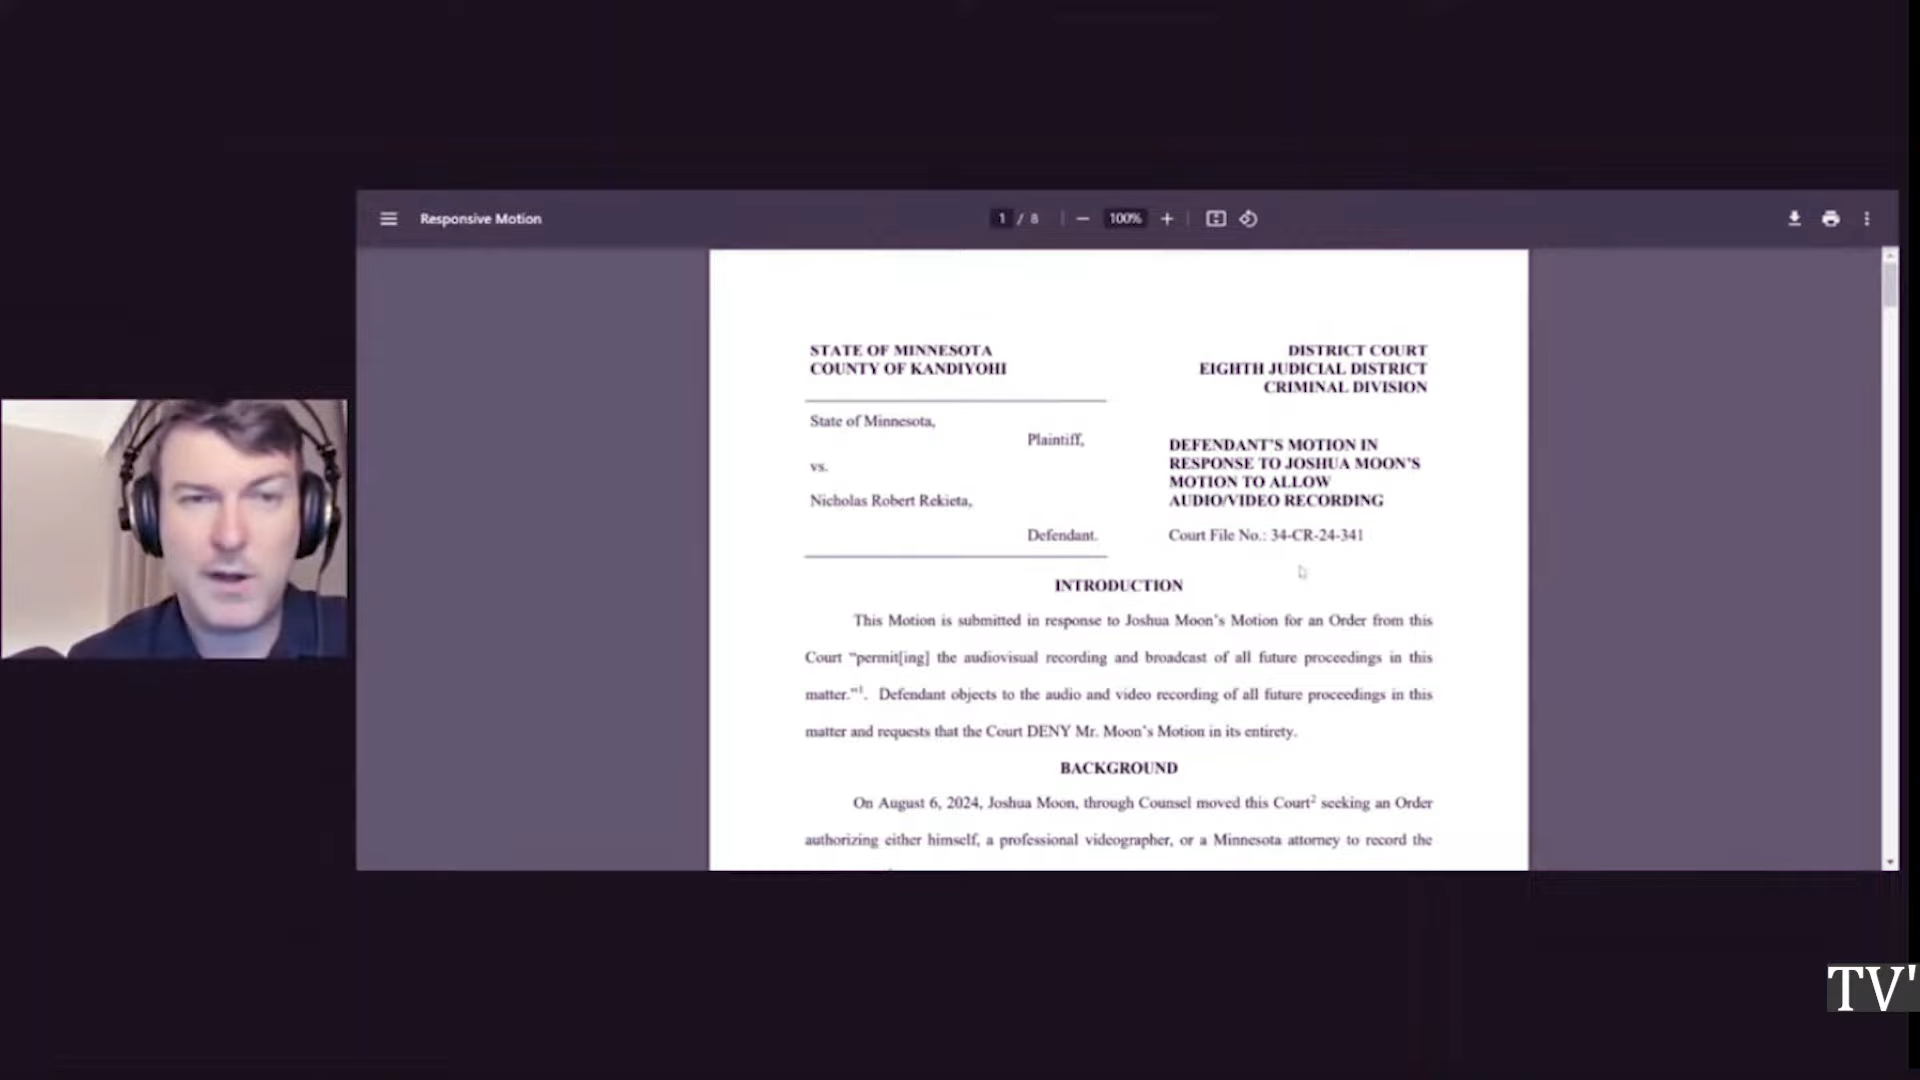 Responsive Motion
1 / 8
100%
STATE OF MINNESOTA
COUNTY OF KANDIYOHI
DISTRICT COURT
EIGHTH JUDICIAL DISTRICT
CRIMINAL DIVISION
State of Minnesota,
Plaintiff,
vs.
Nicholas Robert Rekieta,
Defendant.
DEFENDANT'S MOTION IN
RESPONSE TO JOSHUA MOON'S
MOTION TO ALLOW
AUDIO/VIDEO RECORDING
Court File No.: 34-CR-24-341
INTRODUCTION
This Motion is submitted in response to Joshua Moon's Motion for an Order from this
Court "permit[ing] the audiovisual recording and broadcast of all future proceedings in this
matter."¹. Defendant objects to the audio and video recording of all future proceedings in this
matter and requests that the Court DENY Mr. Moon's Motion in its entirety.
BACKGROUND
On August 6, 2024, Joshua Moon, through Counsel moved this Court² seeking an Order
authorizing either himself, a professional videographer, or a Minnesota attorney to record the
TV'